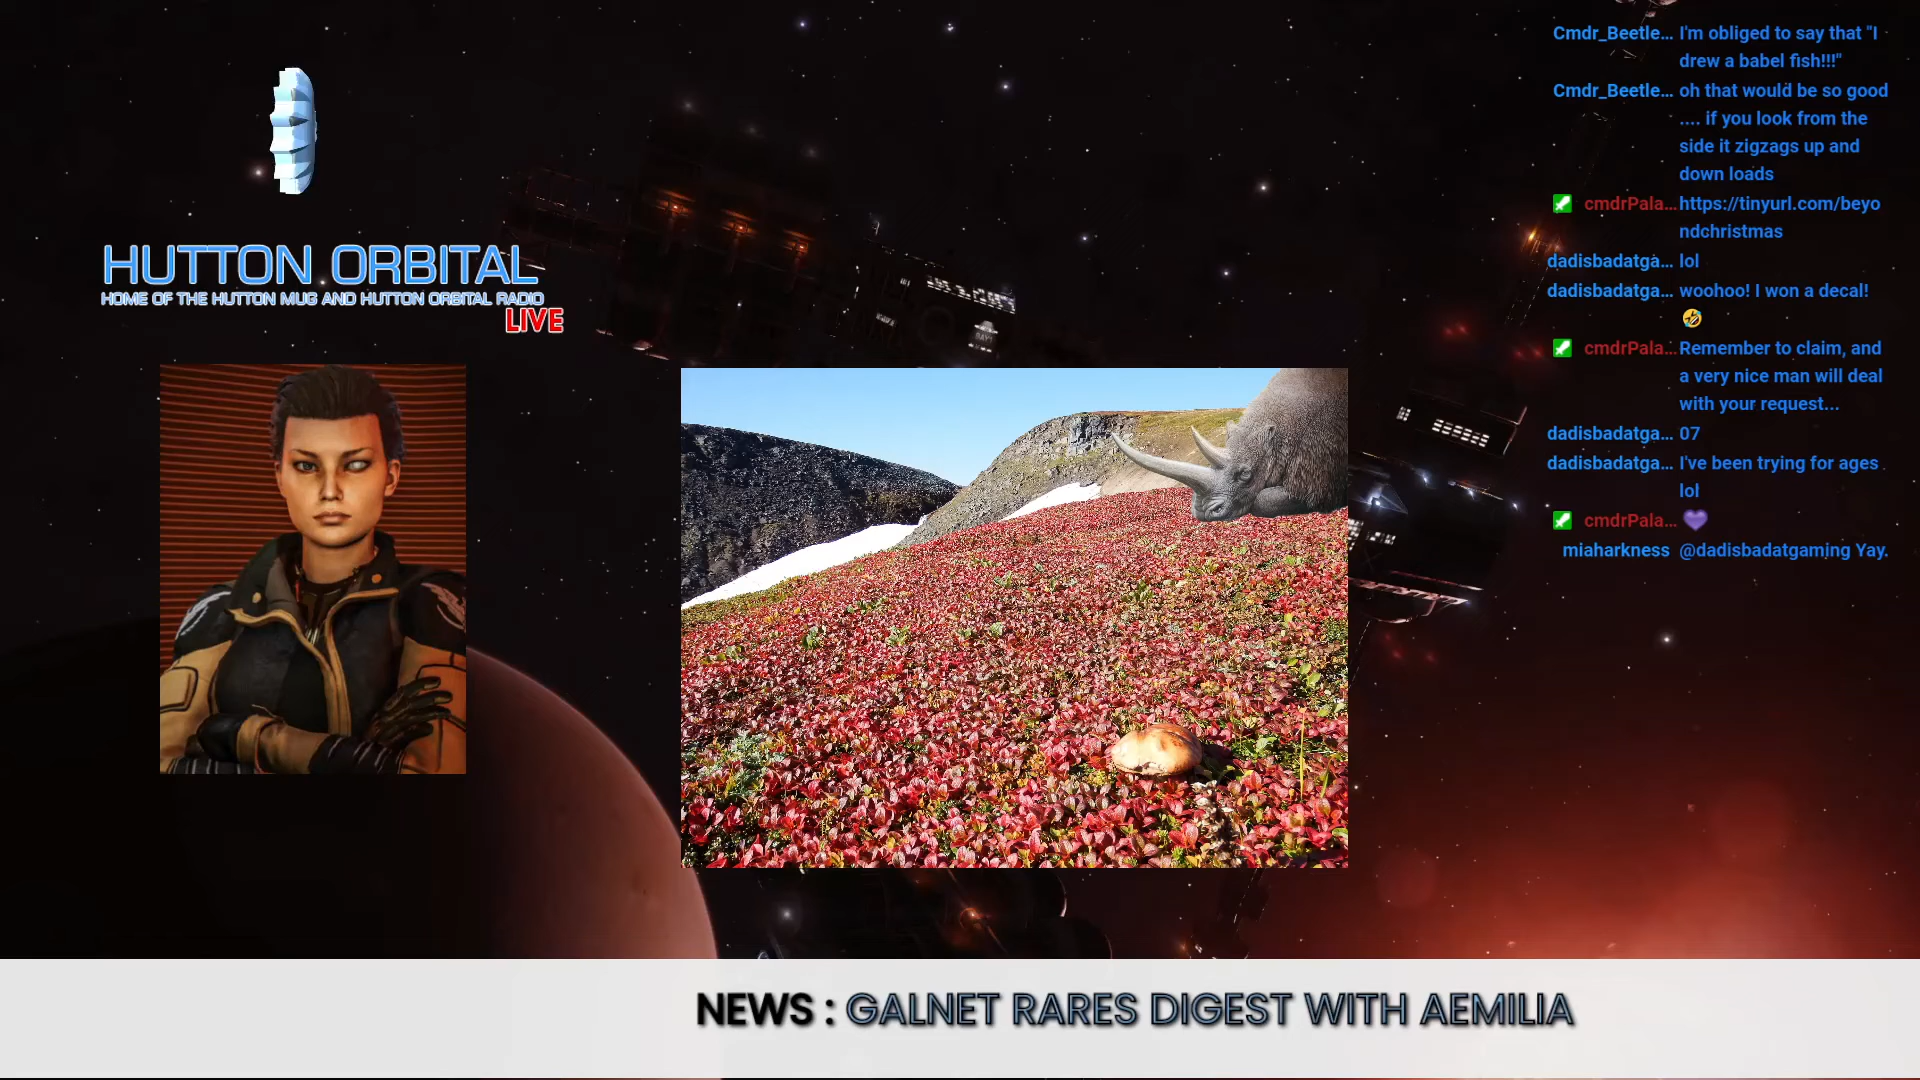 HUTTON ORBITAL
HOME OF THE HUTTON MUG AND HUTTON ORBITAL RADIO
LIVE
Cmdr_Beetle... I'm obliged to say that "I
drew a babel fish!!!"
Cmdr_Beetle... oh that would be so good
.... if you look from the
side it zigzags up and
down loads
cmdrPala... https://tinyurl.com/beyo
ndchristmas
dadisbadatga... lol
dadisbadatga... woohoo! I won a decal!
🤣
cmdrPala... Remember to claim, and
a very nice man will deal
with your request...
dadisbadatga... 07
dadisbadatga... I've been trying for ages
lol
cmdrPala... 💜
miaharkness @dadisbadatgaming Yay.
NEWS : GALNET RARES DIGEST WITH AEMILIA